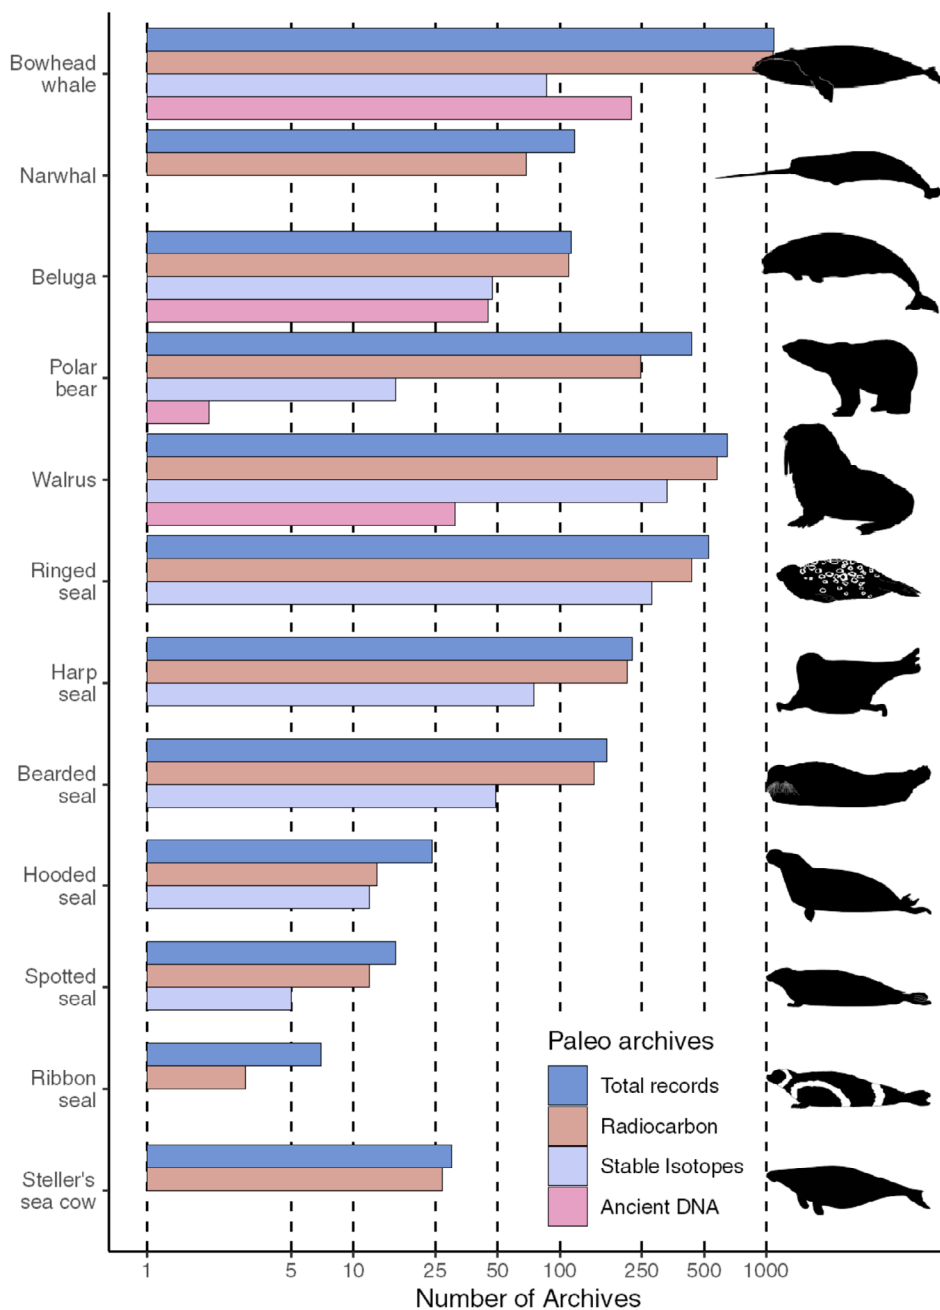 Bowhead
whale
Narwhal
Beluga
Polar
bear
Walrus
Ringed
seal
Harp
seal
Bearded
seal
Hooded
seal
Spotted
seal
Ribbon
seal
Steller's
sea cow
Paleo archives
Total records
Radiocarbon
Stable Isotopes
Ancient DNA
1 5 10 25 50 100 250 500 1000
Number of Archives